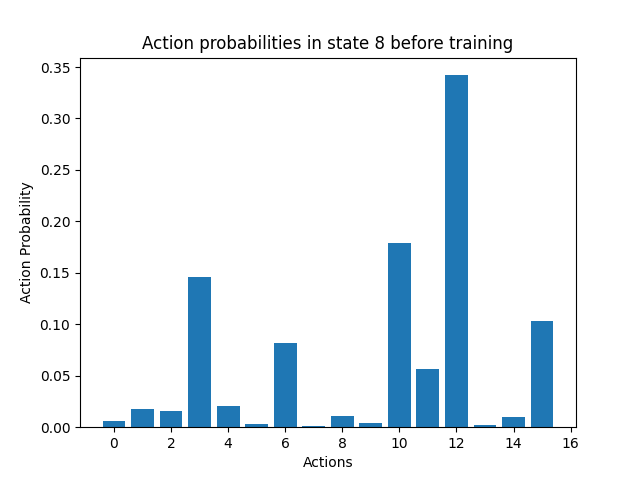 Action probabilities in state 8 before training
0.35
0.30
0.25
0.20
0.15
0.10
0.05
0.00
Action Probability
0 2 4 6 8 10 12 14 16
Actions